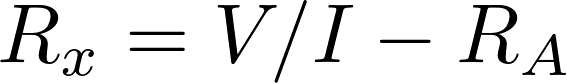 R_x = V/I − R_A